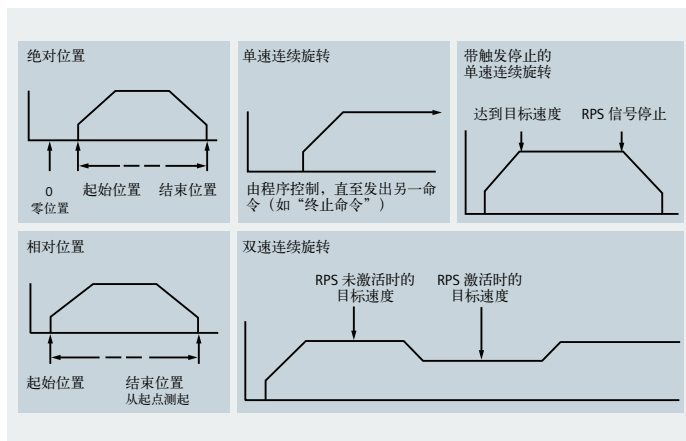 绝对位置
0
零位置
起始位置
结束位置
单速连续旋转
由程序控制，直至发出另一命
令（如“终止命令”）
带触发停止的
单速连续旋转
达到目标速度
RPS 信号停止
相对位置
起始位置
结束位置
从起点测起
双速连续旋转
RPS 未激活时的
目标速度
RPS 激活时的
目标速度